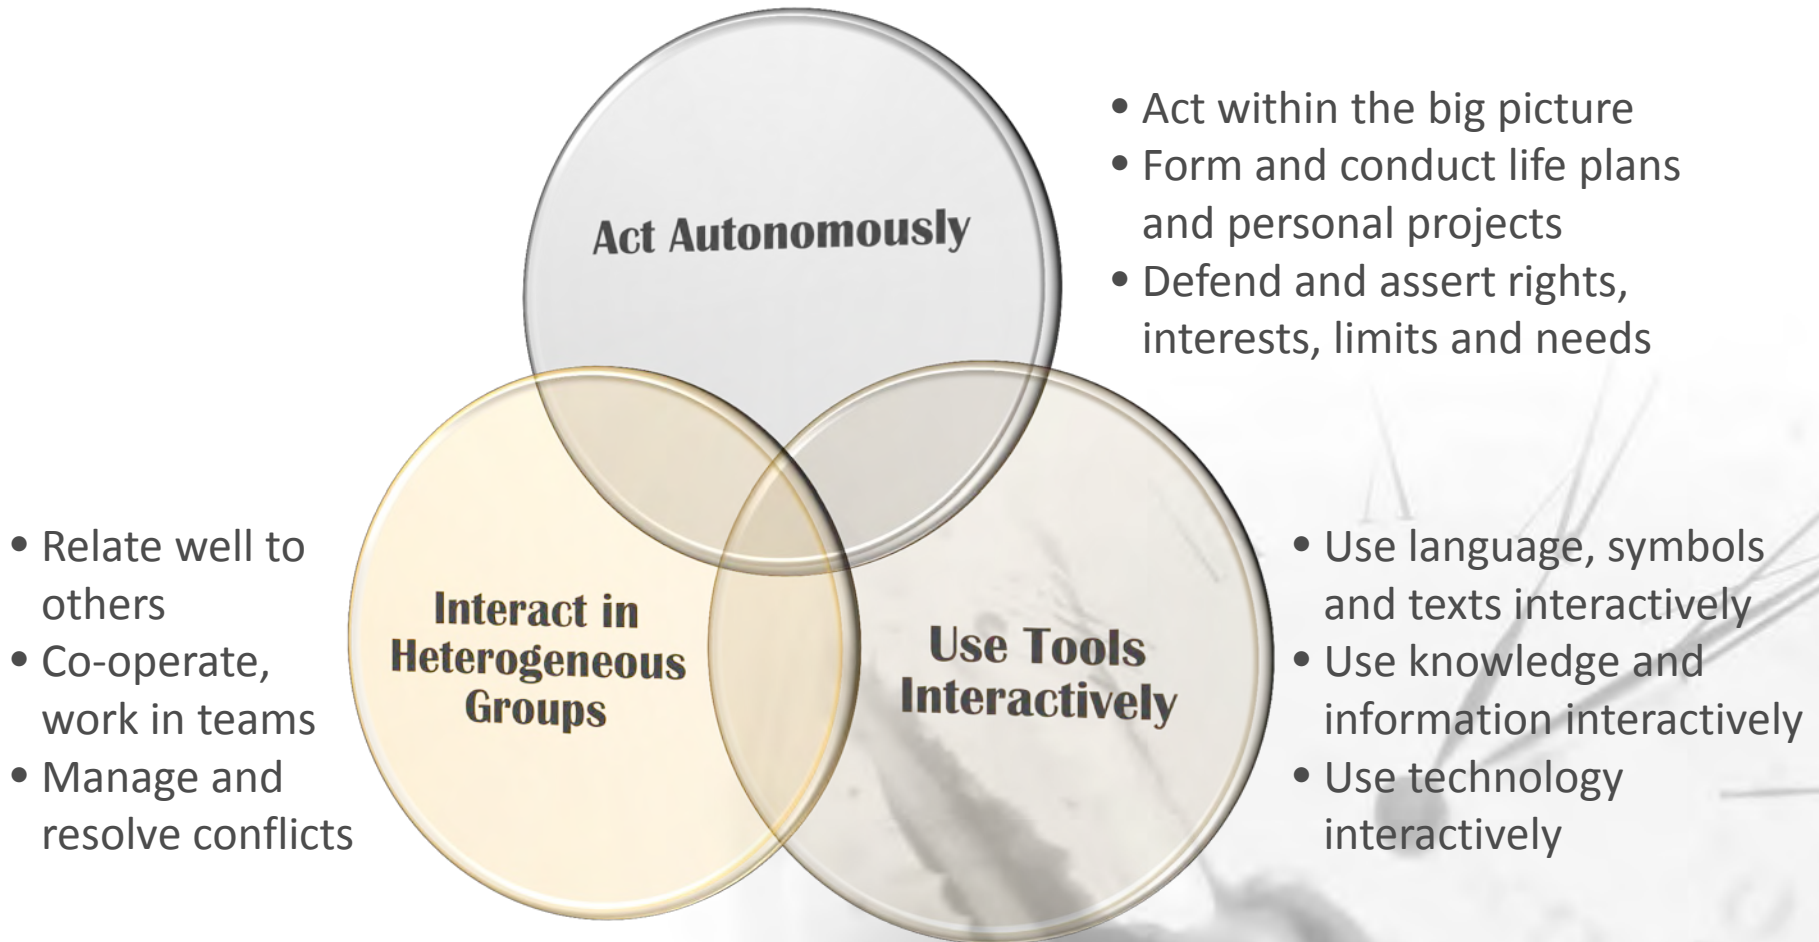 Act Autonomously
• Act within the big picture
• Form and conduct life plans
and personal projects
• Defend and assert rights,
interests, limits and needs
• Relate well to
others
• Co-operate,
work in teams
• Manage and
resolve conflicts
Interact in
Heterogeneous
Groups
Use Tools
Interactively
• Use language, symbols
and texts interactively
• Use knowledge and
information interactively
• Use technology
interactively